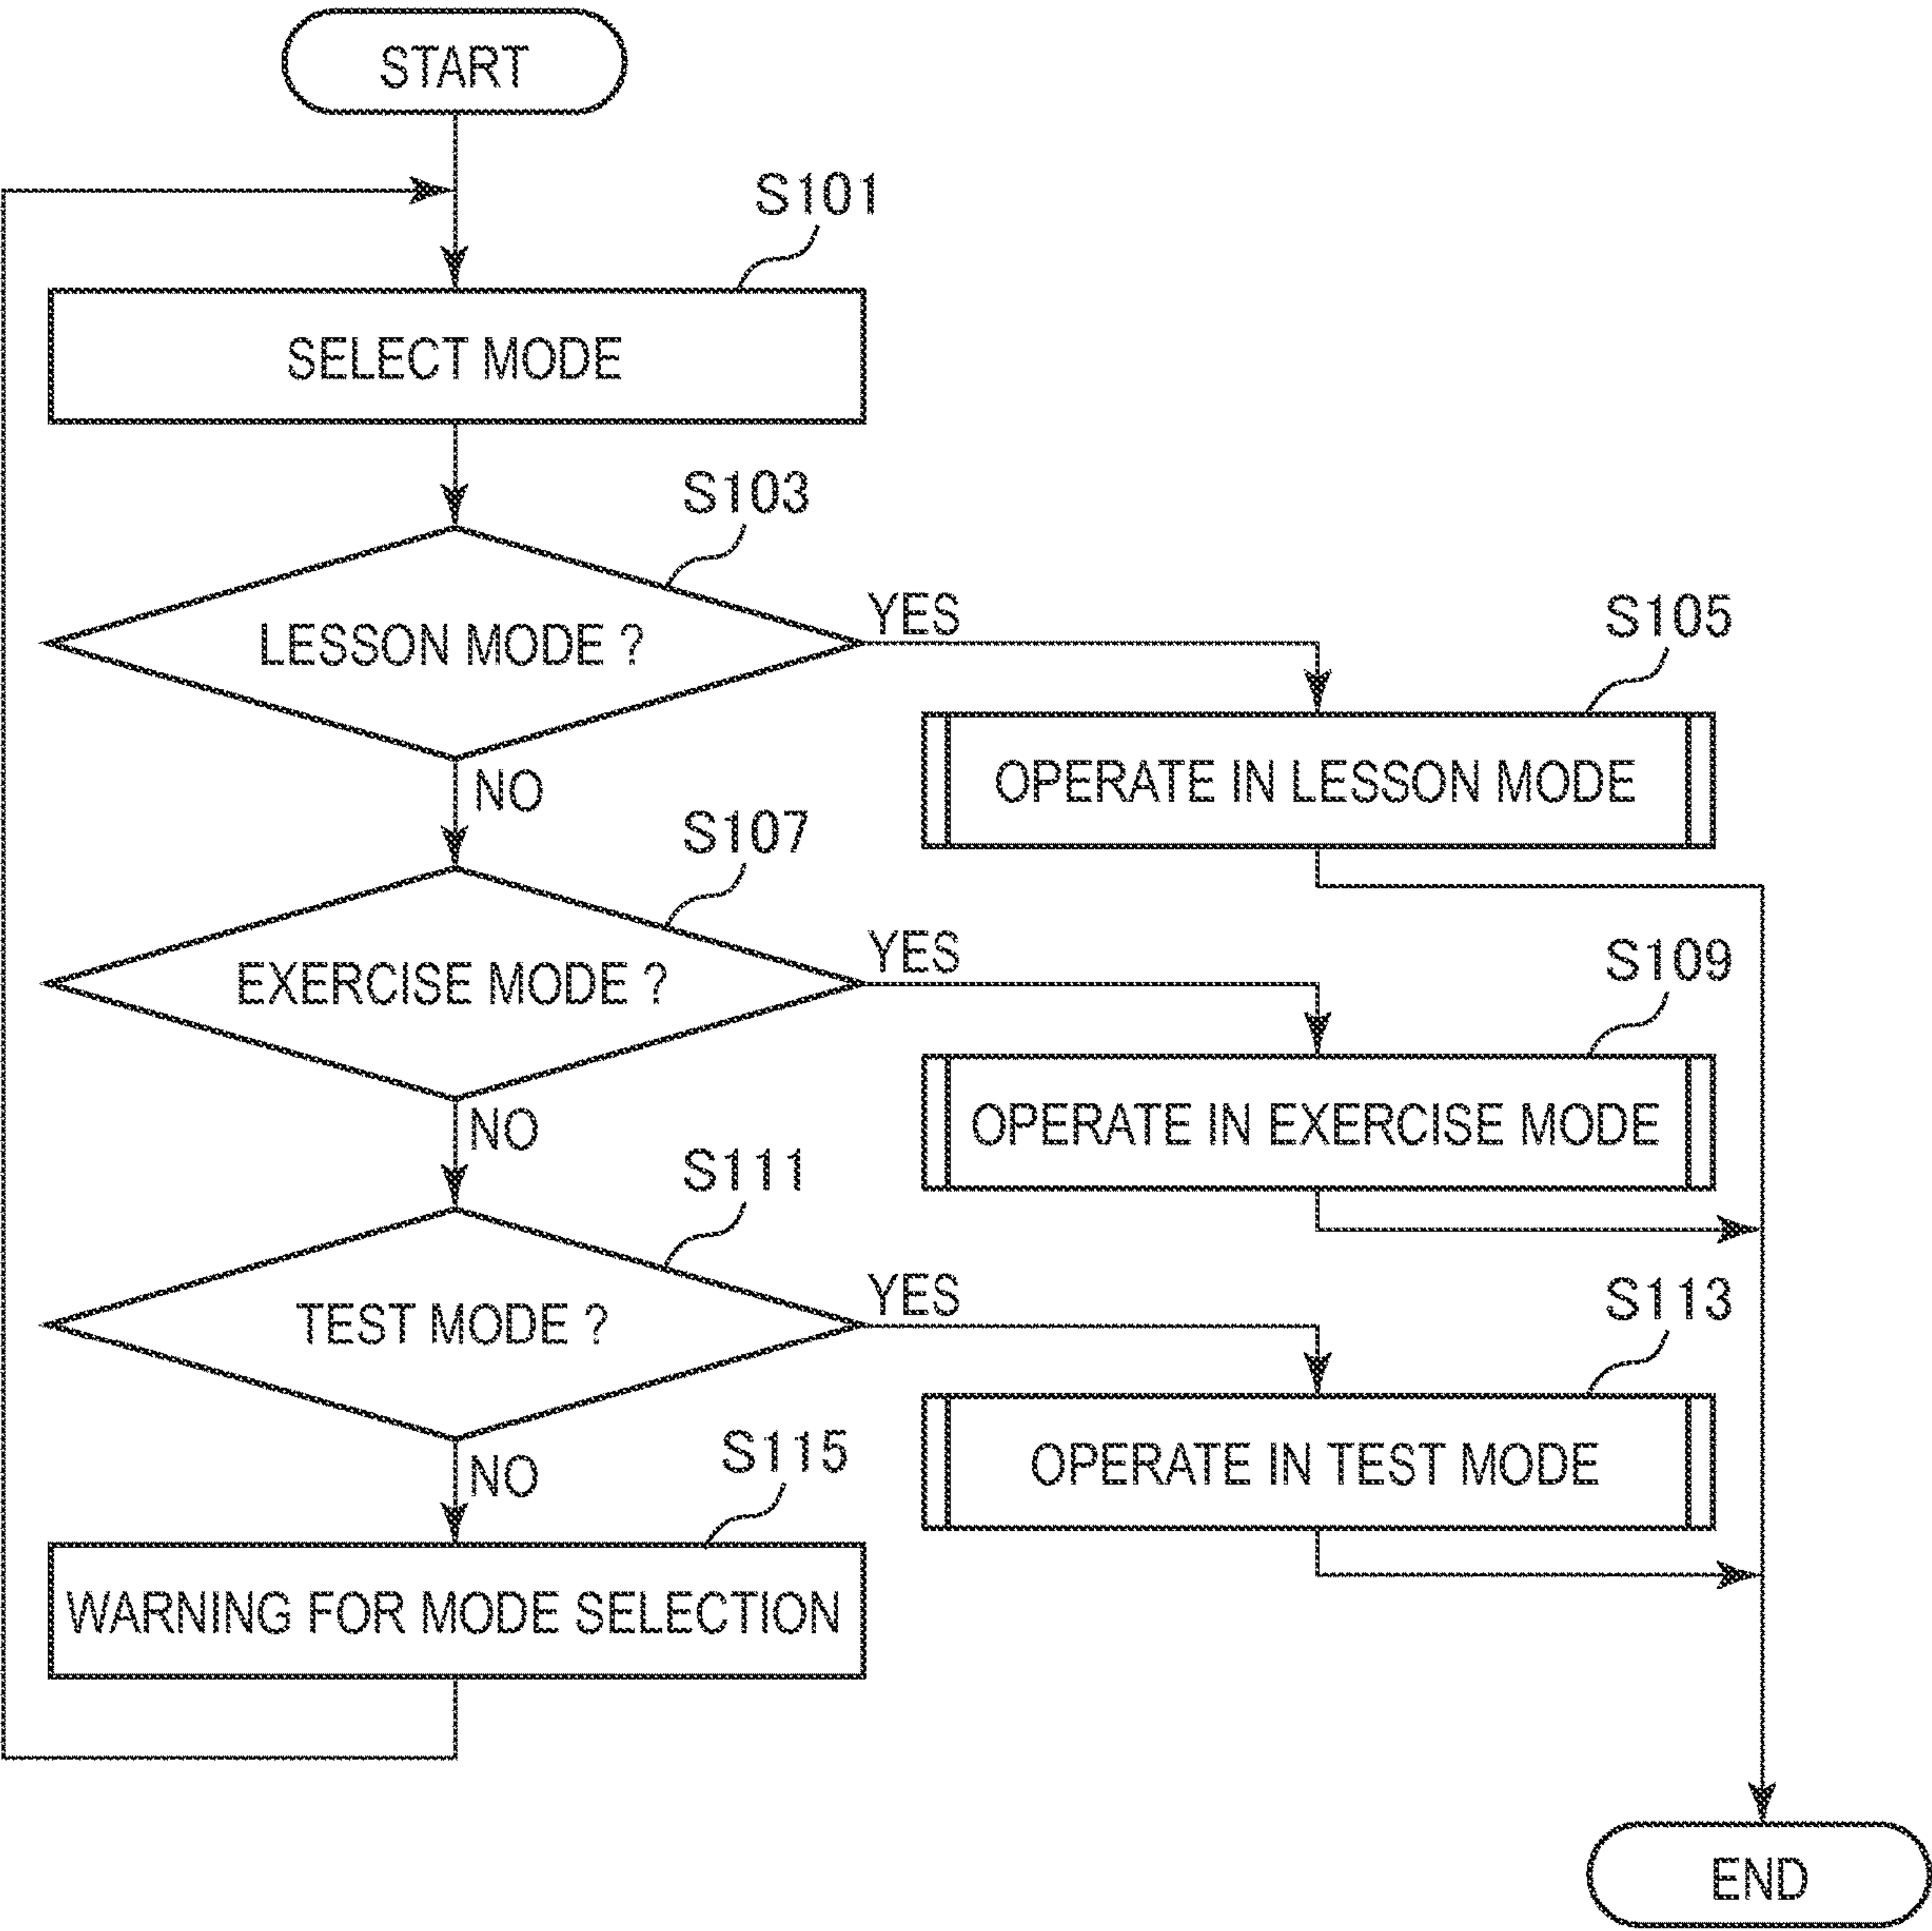 START
S101
SELECT MODE
S103
LESSON MODE ?
YES
S105
OPERATE IN LESSON MODE
NO
S107
EXERCISE MODE ?
YES
S109
OPERATE IN EXERCISE MODE
NO
S111
TEST MODE ?
YES
S113
OPERATE IN TEST MODE
NO
S115
WARNING FOR MODE SELECTION
END